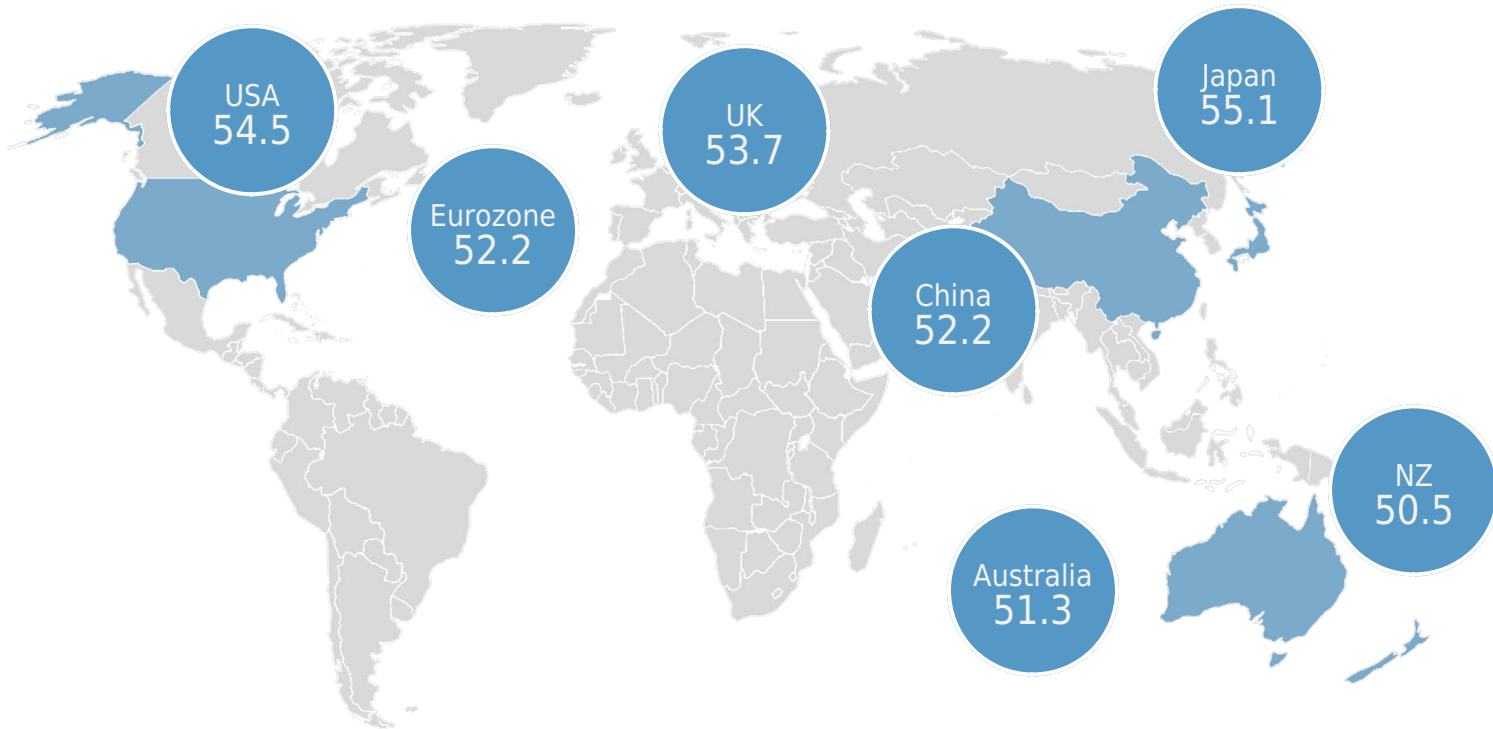 USA
54.5
UK
53.7
Japan
55.1
Eurozone
52.2
China
52.2
NZ
50.5
Australia
51.3